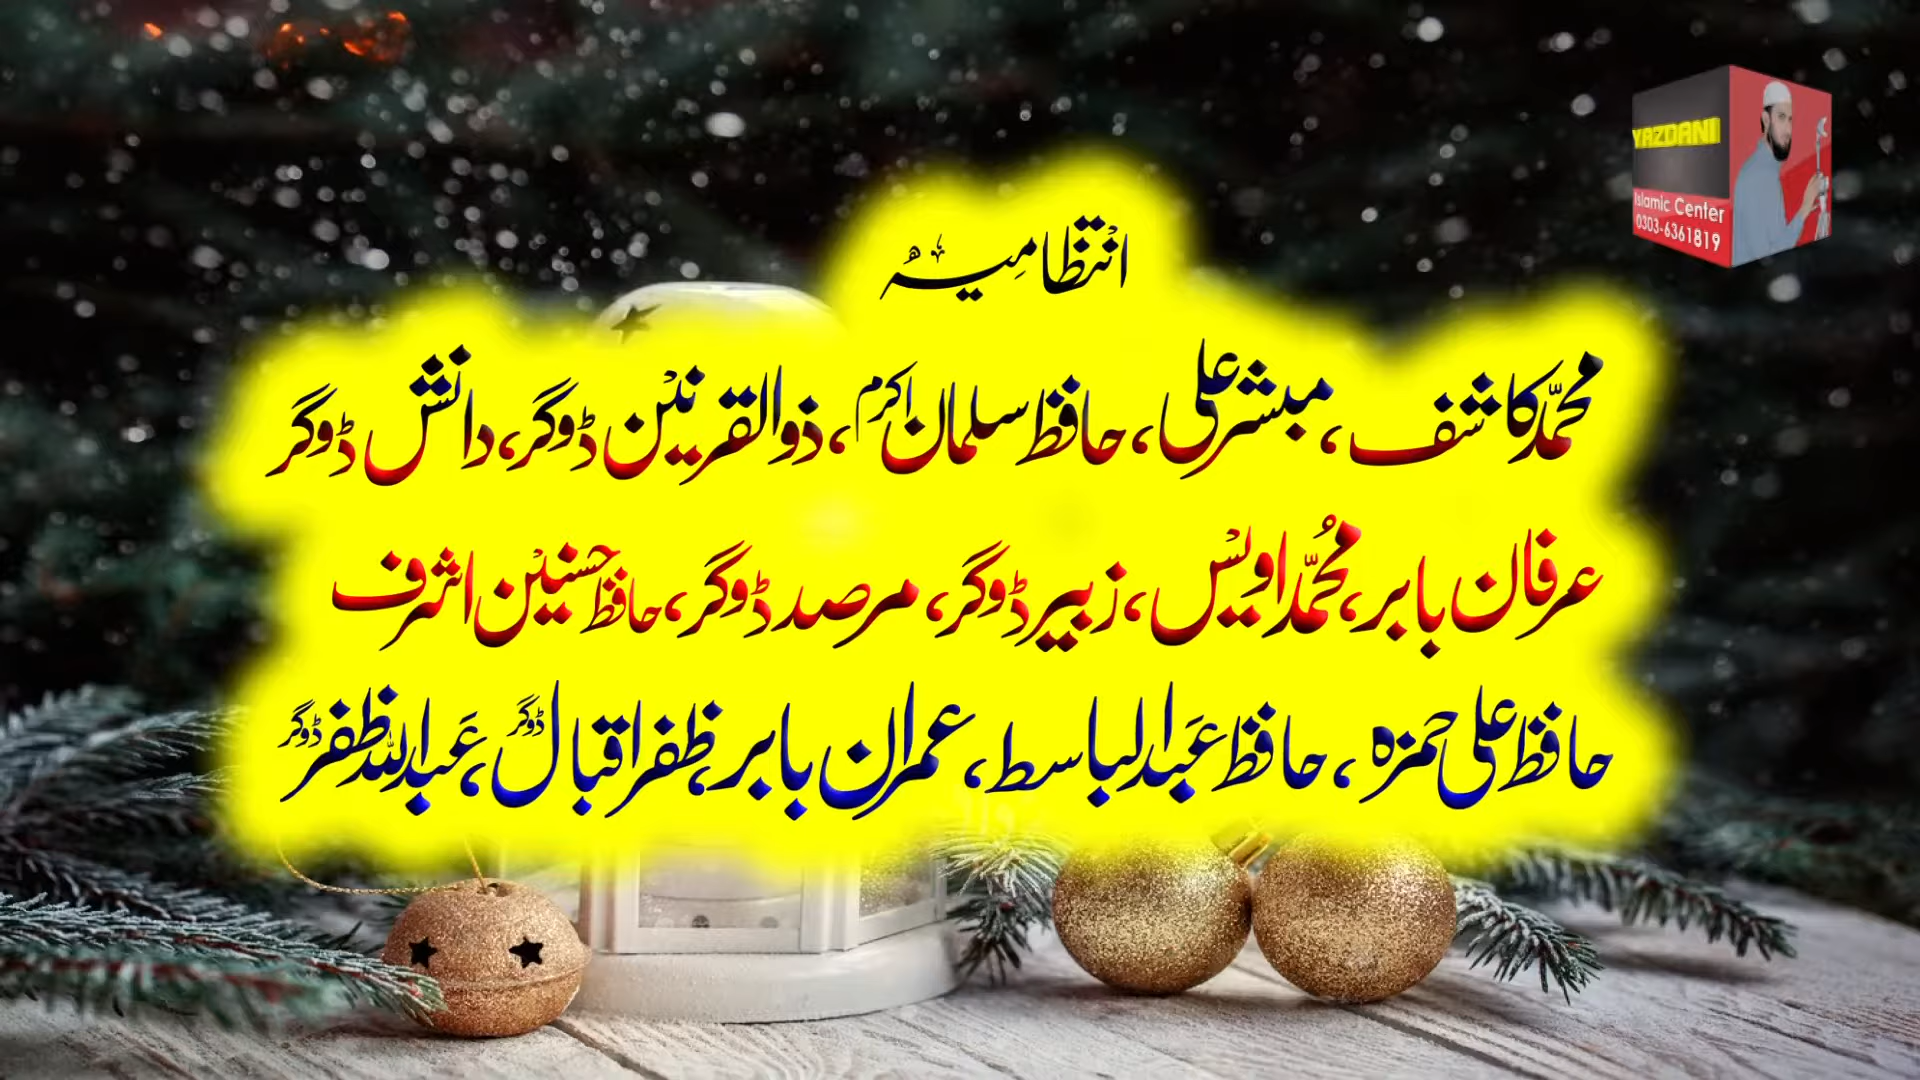 انتظامیہ
محمد کاشف، مبشر علی، حافظ سلمان اکرم، ذوالقرنین ڈوگر، دانش ڈوگر
عرفان بابر، محمد اویس، زبیر ڈوگر، مرصد ڈوگر، حافظ حسنین اشرف
حافظ علی حمزہ، حافظ عبدالباسط، عمران بابر، ظفر اقبال ڈوگر، عبداللہ ظفر ڈوگر
YAZDANI
Islamic Center
0303-6361819